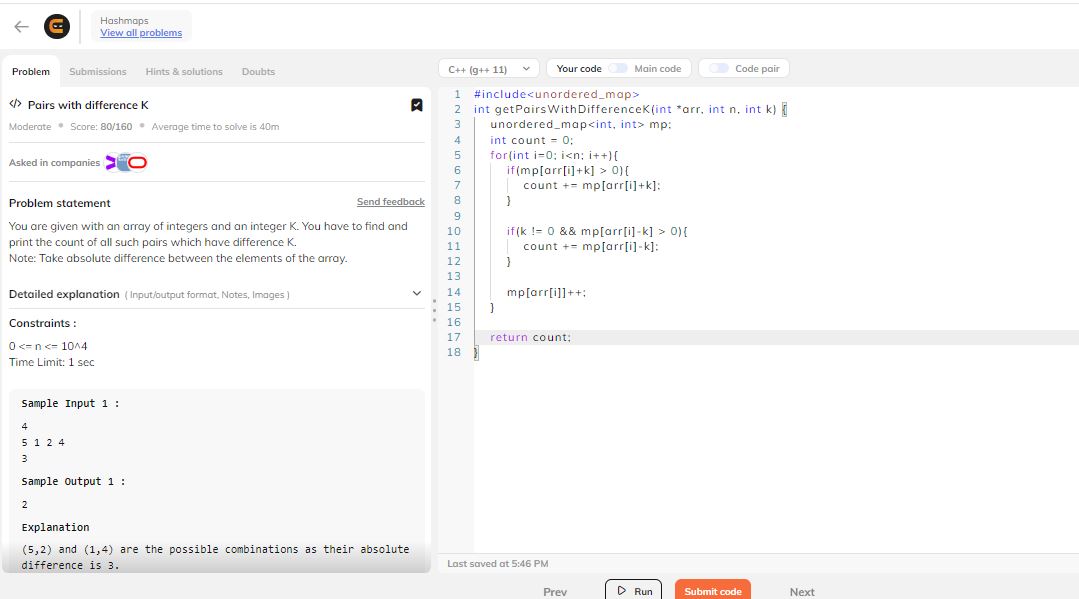 Hashmaps
View all problems
Problem Submissions Hints & solutions Doubts
</> Pairs with difference K
Moderate • Score: 80/160 • Average time to solve is 40m
Asked in companies
Problem statement Send feedback
You are given with an array of integers and an integer K. You have to find and
print the count of all such pairs which have difference K.
Note: Take absolute difference between the elements of the array.
Detailed explanation ( Input/output format, Notes, Images )
Constraints :
0 <= n <= 10^4
Time Limit: 1 sec
Sample Input 1 :
4
5 1 2 4
3
Sample Output 1 :
2
Explanation
(5,2) and (1,4) are the possible combinations as their absolute
difference is 3.
C++ (g++ 11) Your code Main code Code pair
1 #include<unordered_map>
2 int getPairsWithDifferenceK(int *arr, int n, int k) {
3 unordered_map<int, int> mp;
4 int count = 0;
5 for(int i=0; i<n; i++){
6 if(mp[arr[i]+k] > 0){
7 count += mp[arr[i]+k];
8 }
9
10 if(k != 0 && mp[arr[i]-k] > 0){
11 count += mp[arr[i]-k];
12 }
13
14 mp[arr[i]]++;
15 }
16
17 return count;
18 }
Last saved at 5:46 PM
Prev Run Submit code Next